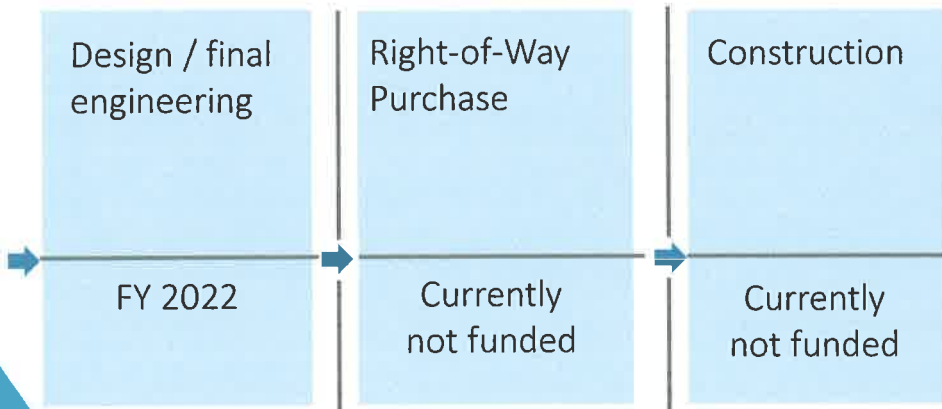 Design / final
engineering
FY 2022
Right-of-Way
Purchase
Currently
not funded
Construction
Currently
not funded